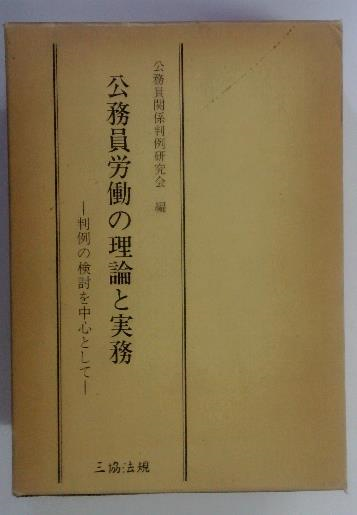 公務員関係判例研究会 編
公務員労働の理論と実務
―判例の検討を中心として―
三協法規